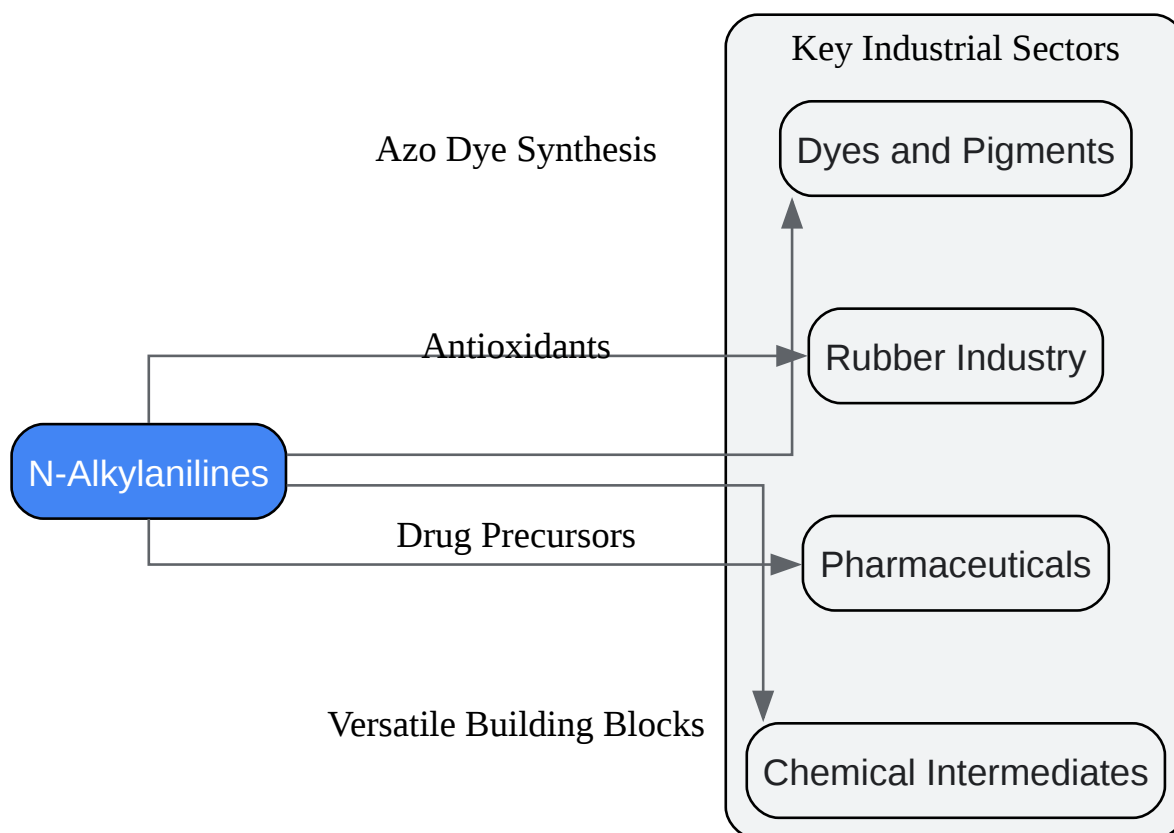 Key Industrial Sectors
Azo Dye Synthesis
Dyes and Pigments
Antioxidants
Rubber Industry
N-Alkylanilines
Drug Precursors
Pharmaceuticals
Versatile Building Blocks
Chemical Intermediates